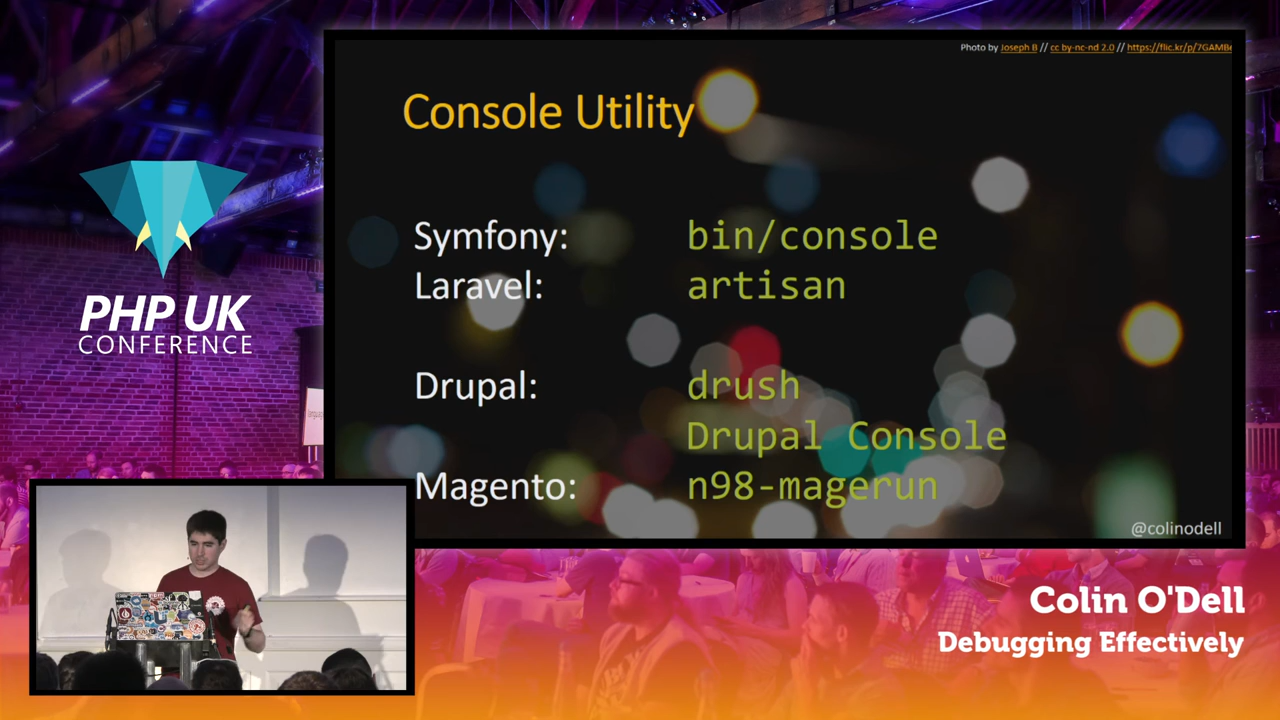 Photo by Joseph B // cc by-nc-nd 2.0 // https://flic.kr/p/7GAMB
Console Utility
Symfony: bin/console
Laravel: artisan
Drupal: drush
Drupal Console
Magento: n98-magerun
@colinodell
PHP UK
CONFERENCE
Colin O'Dell
Debugging Effectively